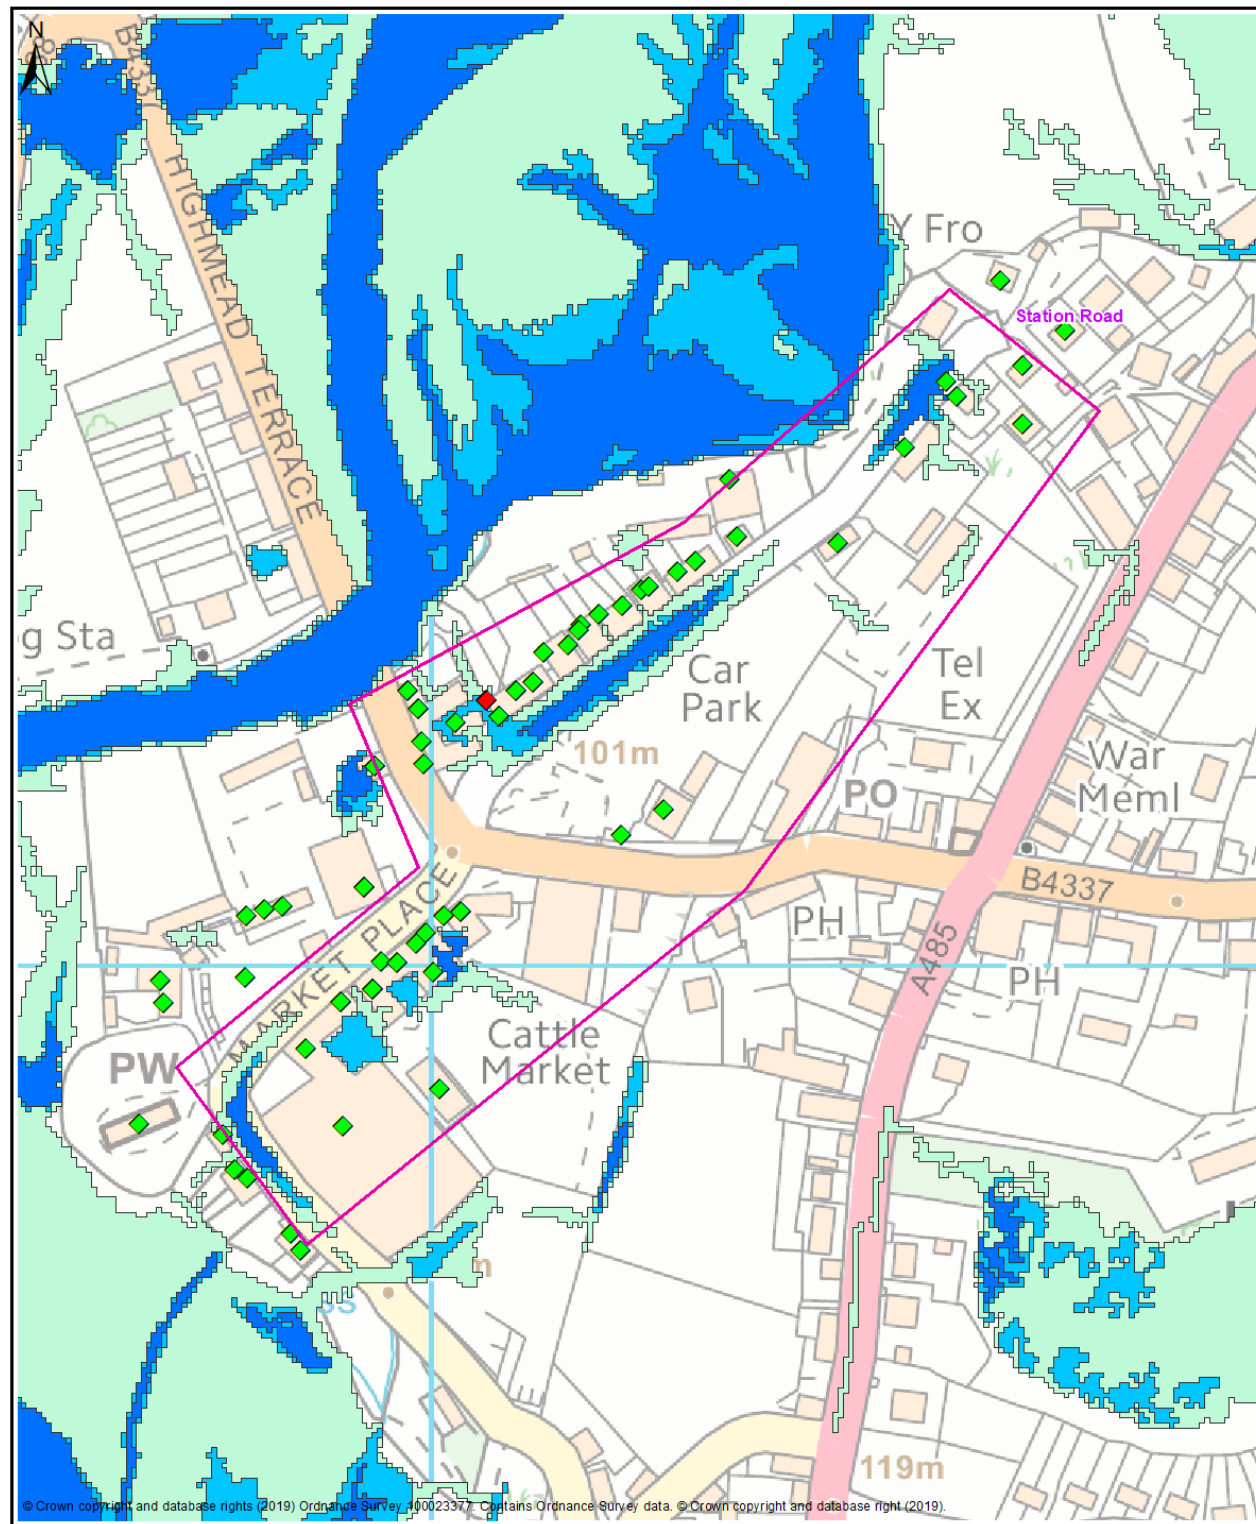 N
B4337
HIGHMEAD TERRACE
Y Fro
Station Road
g Sta
Car
Park
Tel
Ex
War
Meml
101m
PO
B4337
MARKET PLACE
PH
A485
PH
Cattle
Market
PW
119m
© Crown copyright and database rights (2019) Ordnance Survey 100023377. Contains Ordnance Survey data. © Crown copyright and database right (2019).